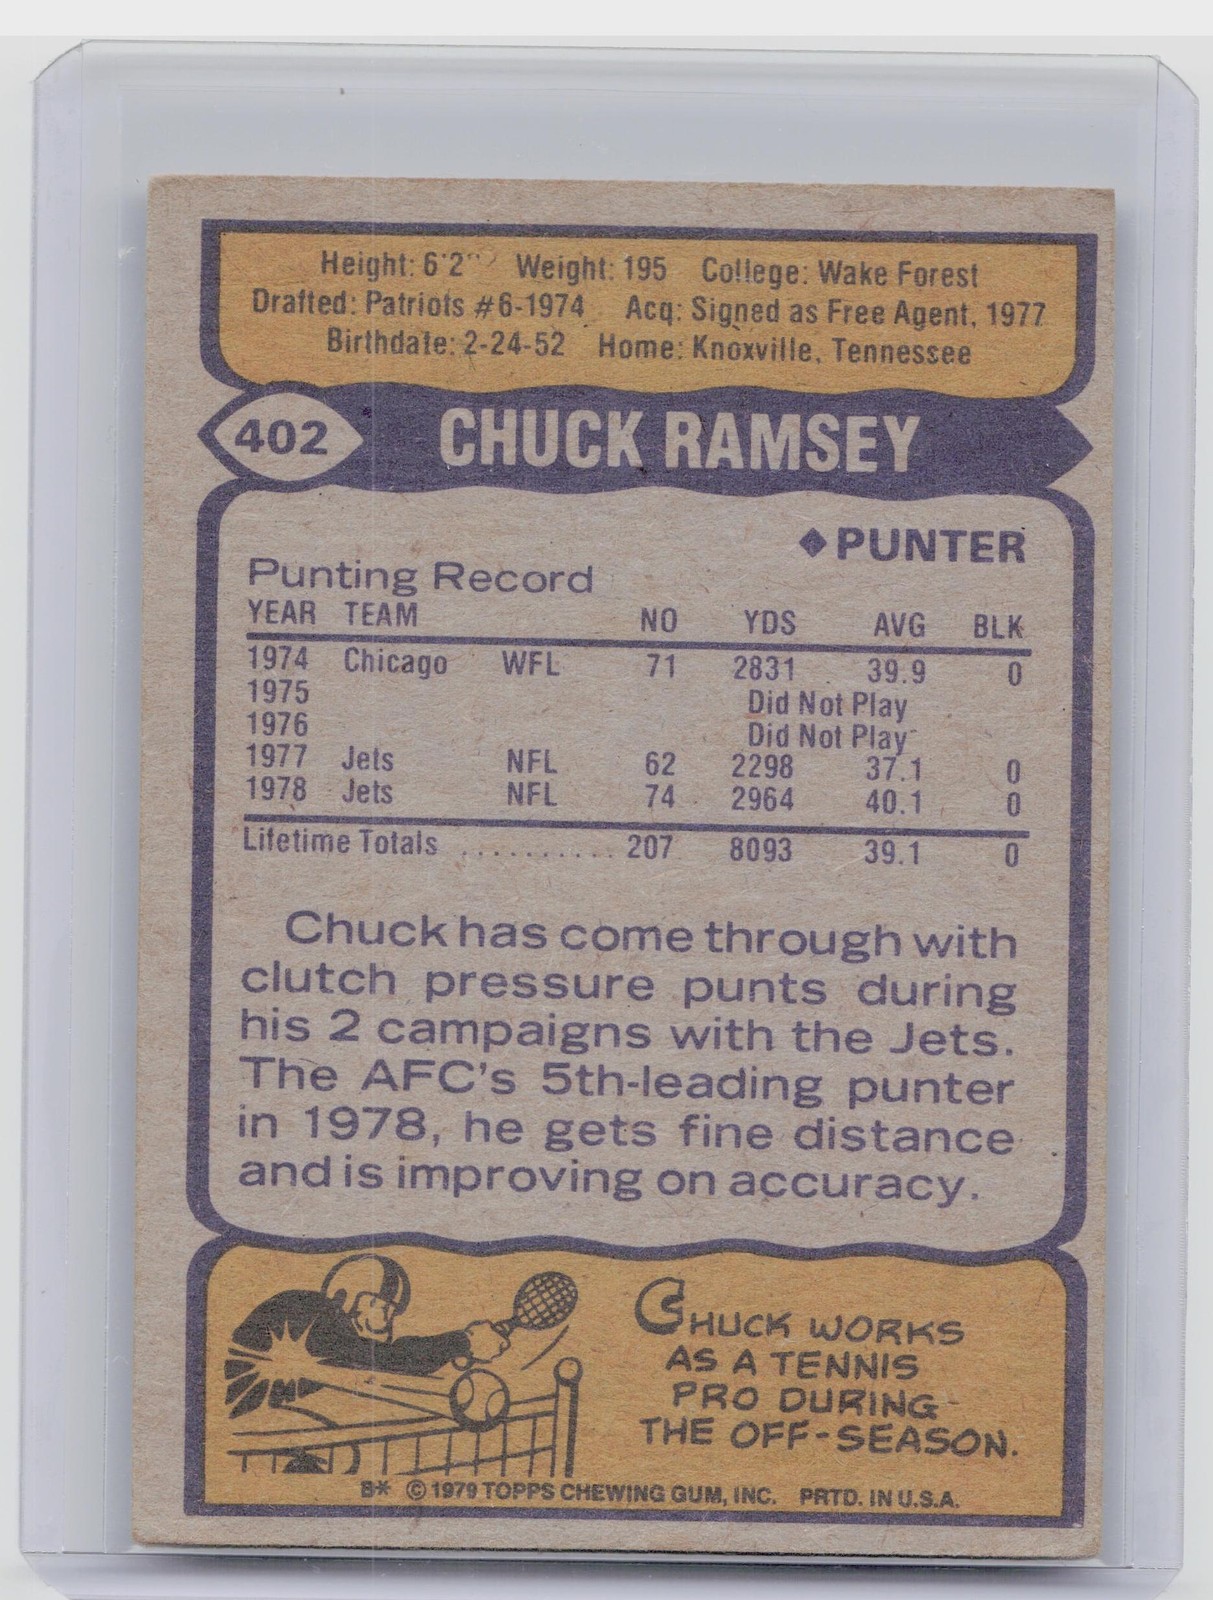 Height: 6'2" Weight: 195 College: Wake Forest
Drafted: Patriots #6-1974 Acq: Signed as Free Agent, 1977
Birthdate: 2-24-52 Home: Knoxville, Tennessee
402 CHUCK RAMSEY
◆PUNTER
Punting Record
YEAR TEAM NO YDS AVG BLK
1974 Chicago WFL 71 2831 39.9 0
1975 Did Not Play
1976 Did Not Play
1977 Jets NFL 62 2298 37.1 0
1978 Jets NFL 74 2964 40.1 0
Lifetime Totals .......... 207 8093 39.1 0
Chuck has come through with
clutch pressure punts during
his 2 campaigns with the Jets.
The AFC's 5th-leading punter
in 1978, he gets fine distance
and is improving on accuracy.
CHUCK WORKS
AS A TENNIS
PRO DURING
THE OFF-SEASON.
B* © 1979 TOPPS CHEWING GUM, INC. PRTD. IN U.S.A.